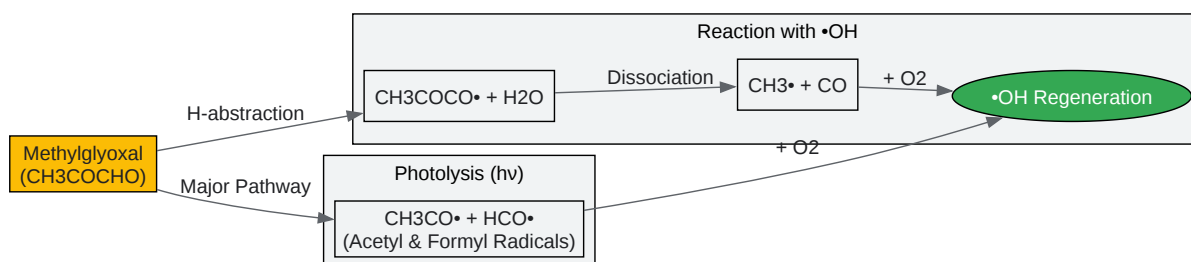 Reaction with •OH
H-abstraction
CH3COCO• + H2O
Dissociation
CH3• + CO
+ O2
•OH Regeneration
Methylglyoxal
(CH3COCHO)
Major Pathway
Photolysis (hν)
CH3CO• + HCO•
(Acetyl & Formyl Radicals)
+ O2